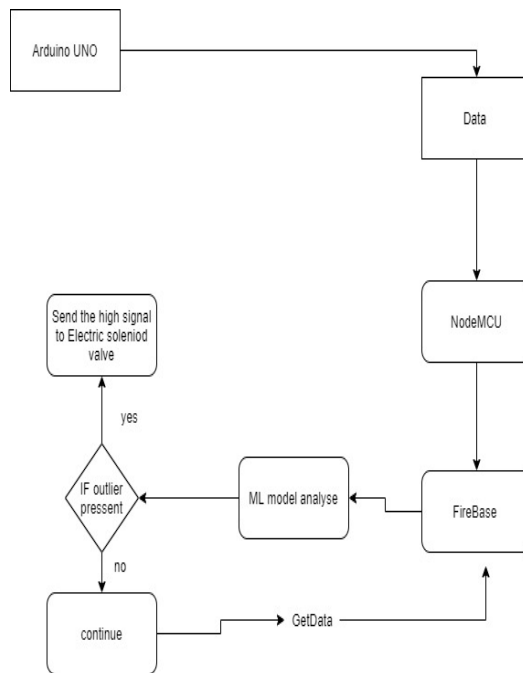 Arduino UNO
Data
NodeMCU
Send the high signal
to Electric soleniod
valve
yes
IF outlier
pressent
ML model analyse
FireBase
no
continue
GetData